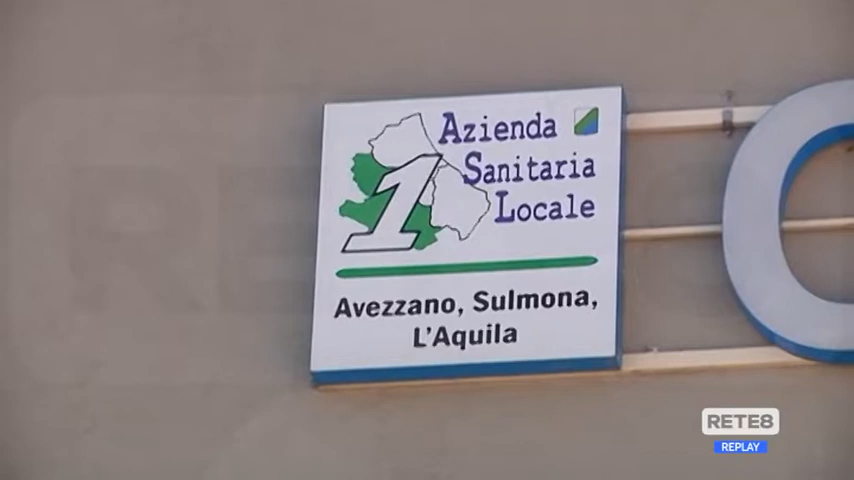 Azienda
Sanitaria
Locale
1
Avezzano, Sulmona,
L'Aquila
RETE8
REPLAY